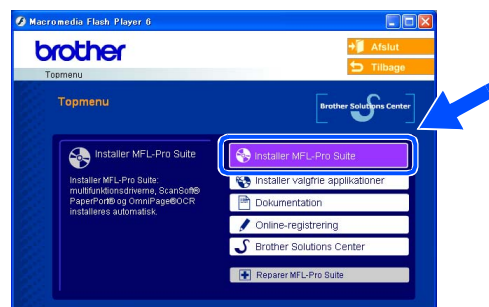 Macromedia Flash Player 6
brother
Afslut
Topmenu
Tilbage
Topmenu
Brother Solutions Center
Installer MFL-Pro Suite
Installer MFL-Pro Suite:
multifunktionsdriverne, ScanSoft®
PaperPort® og OmniPage®OCR
installeres automatisk.
Installer MFL-Pro Suite
Installer valgfrie applikationer
Dokumentation
Online-registrering
Brother Solutions Center
Reparer MFL-Pro Suite